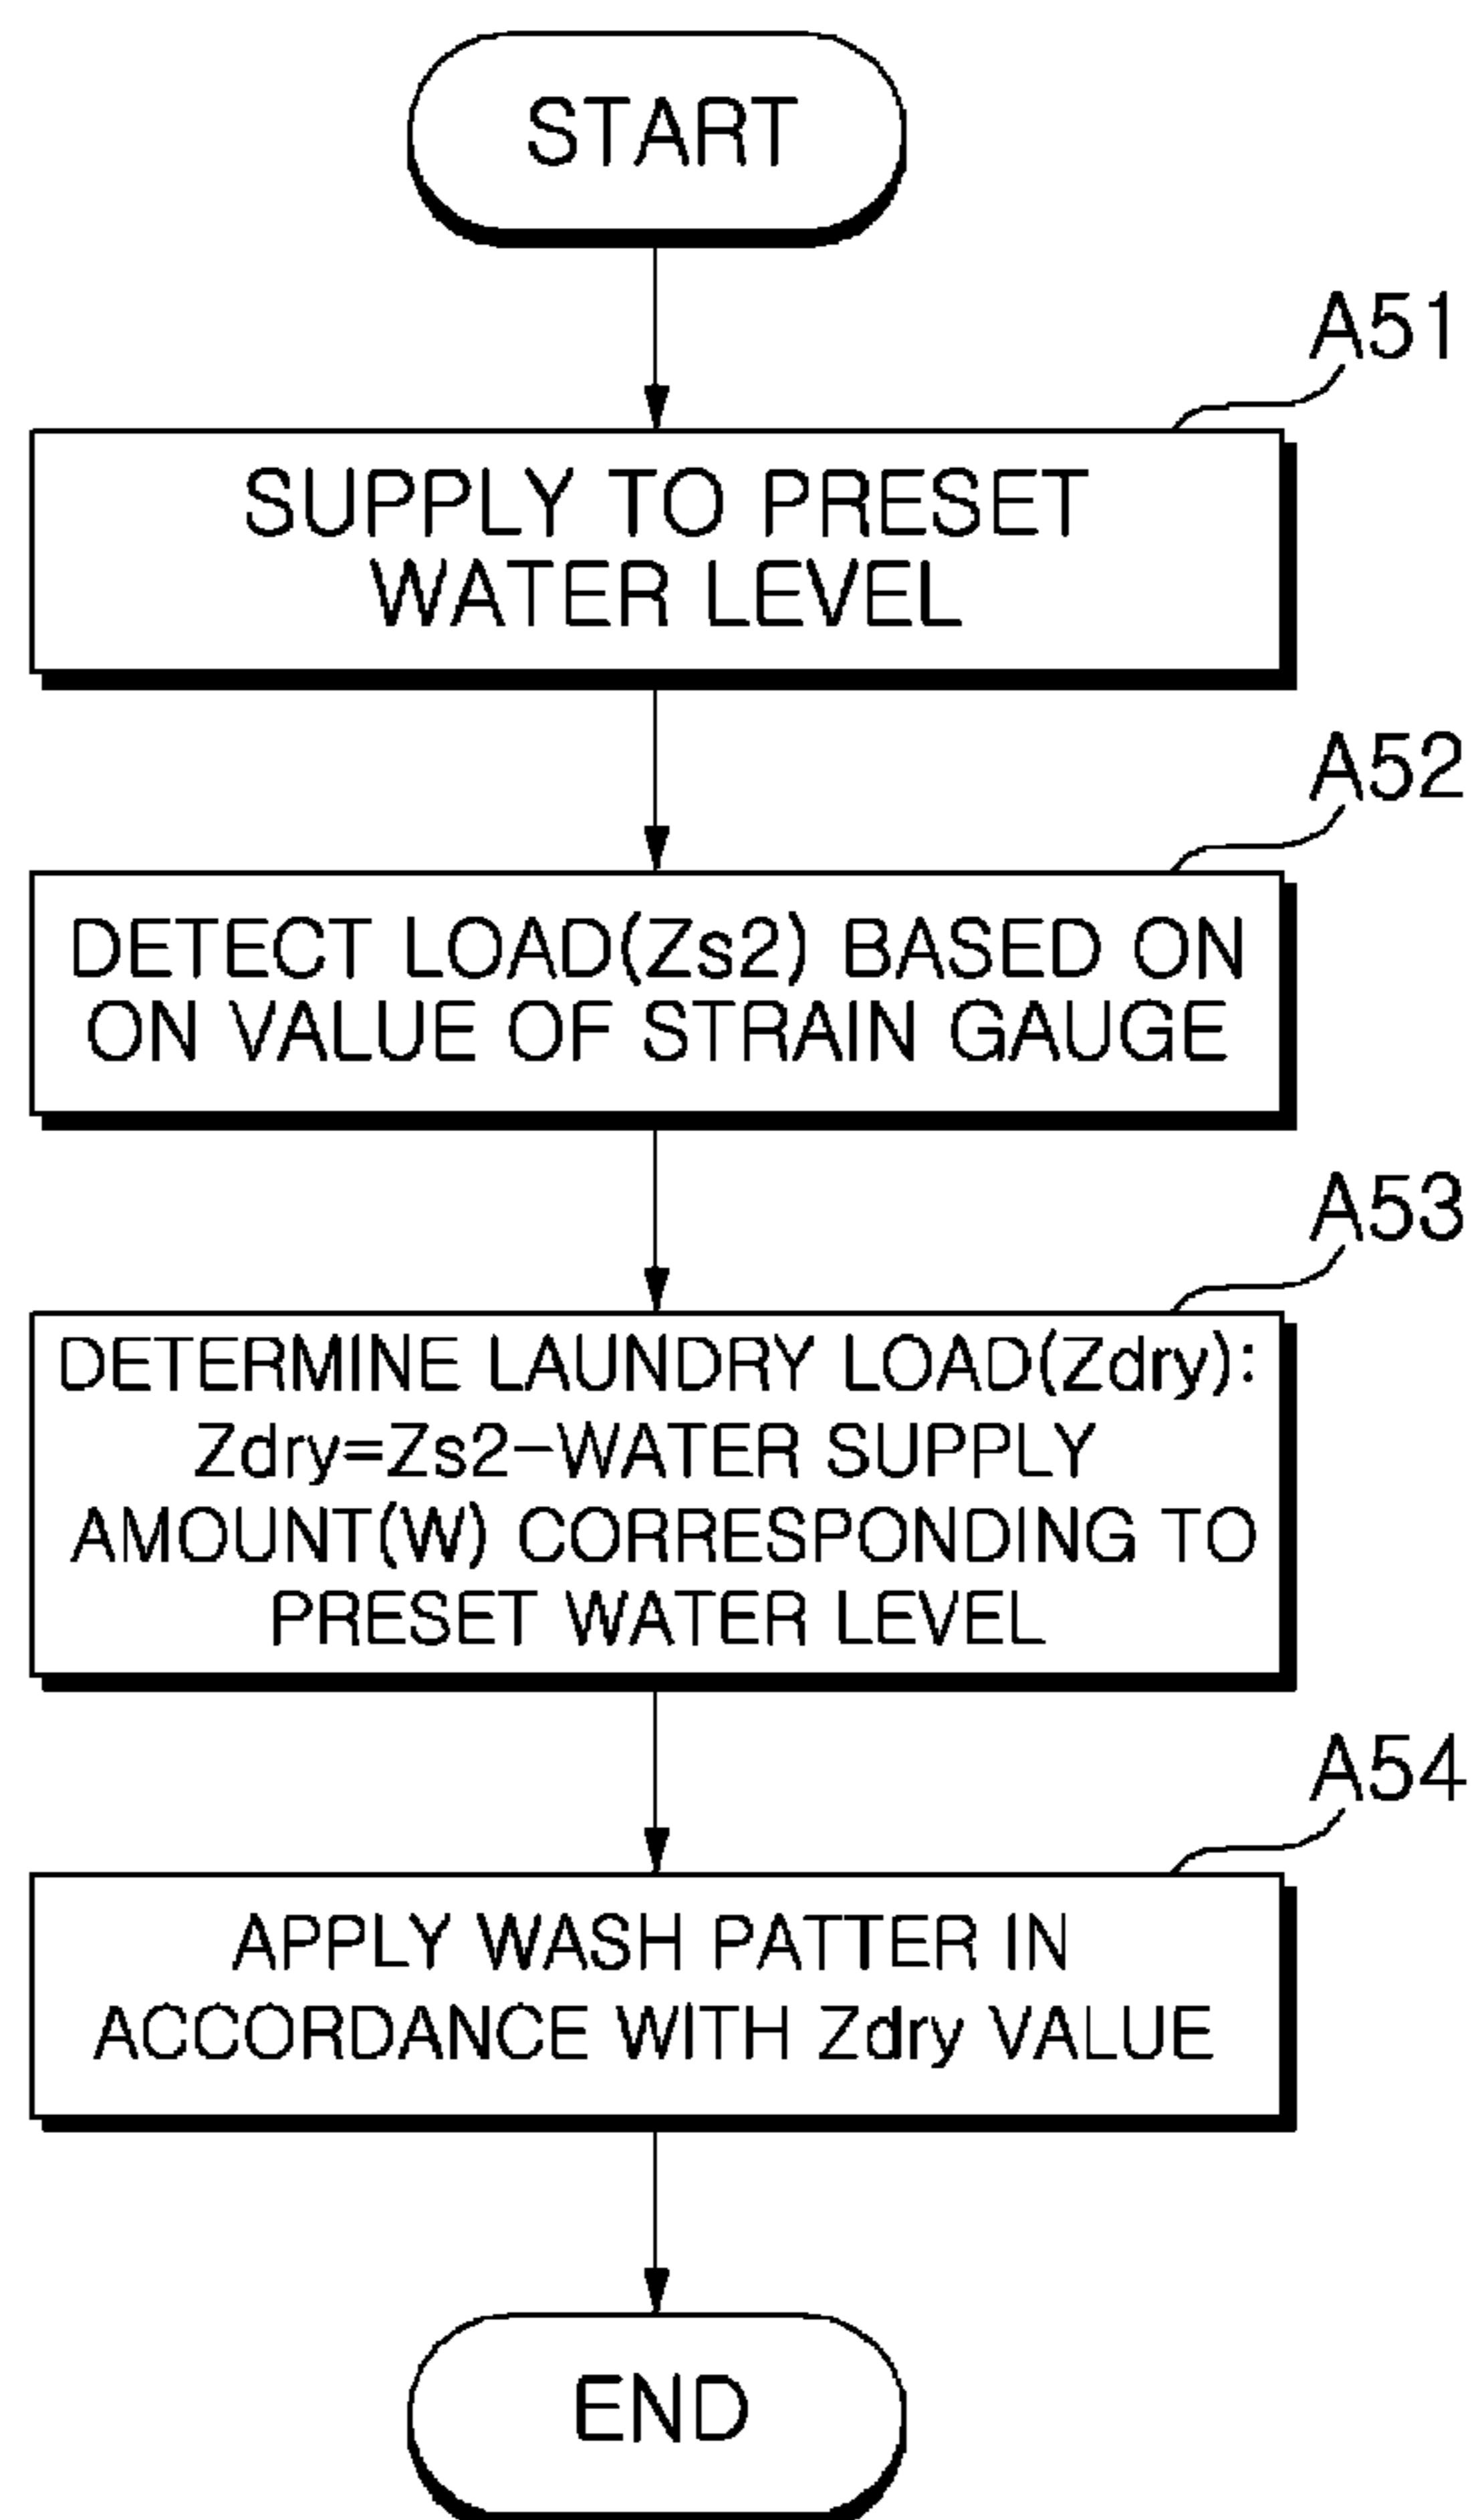 START
A51
SUPPLY TO PRESET
WATER LEVEL
A52
DETECT LOAD(Zs2) BASED ON
ON VALUE OF STRAIN GAUGE
A53
DETERMINE LAUNDRY LOAD(Zdry):
Zdry=Zs2-WATER SUPPLY
AMOUNT(W) CORRESPONDING TO
PRESET WATER LEVEL
A54
APPLY WASH PATTER IN
ACCORDANCE WITH Zdry VALUE
END